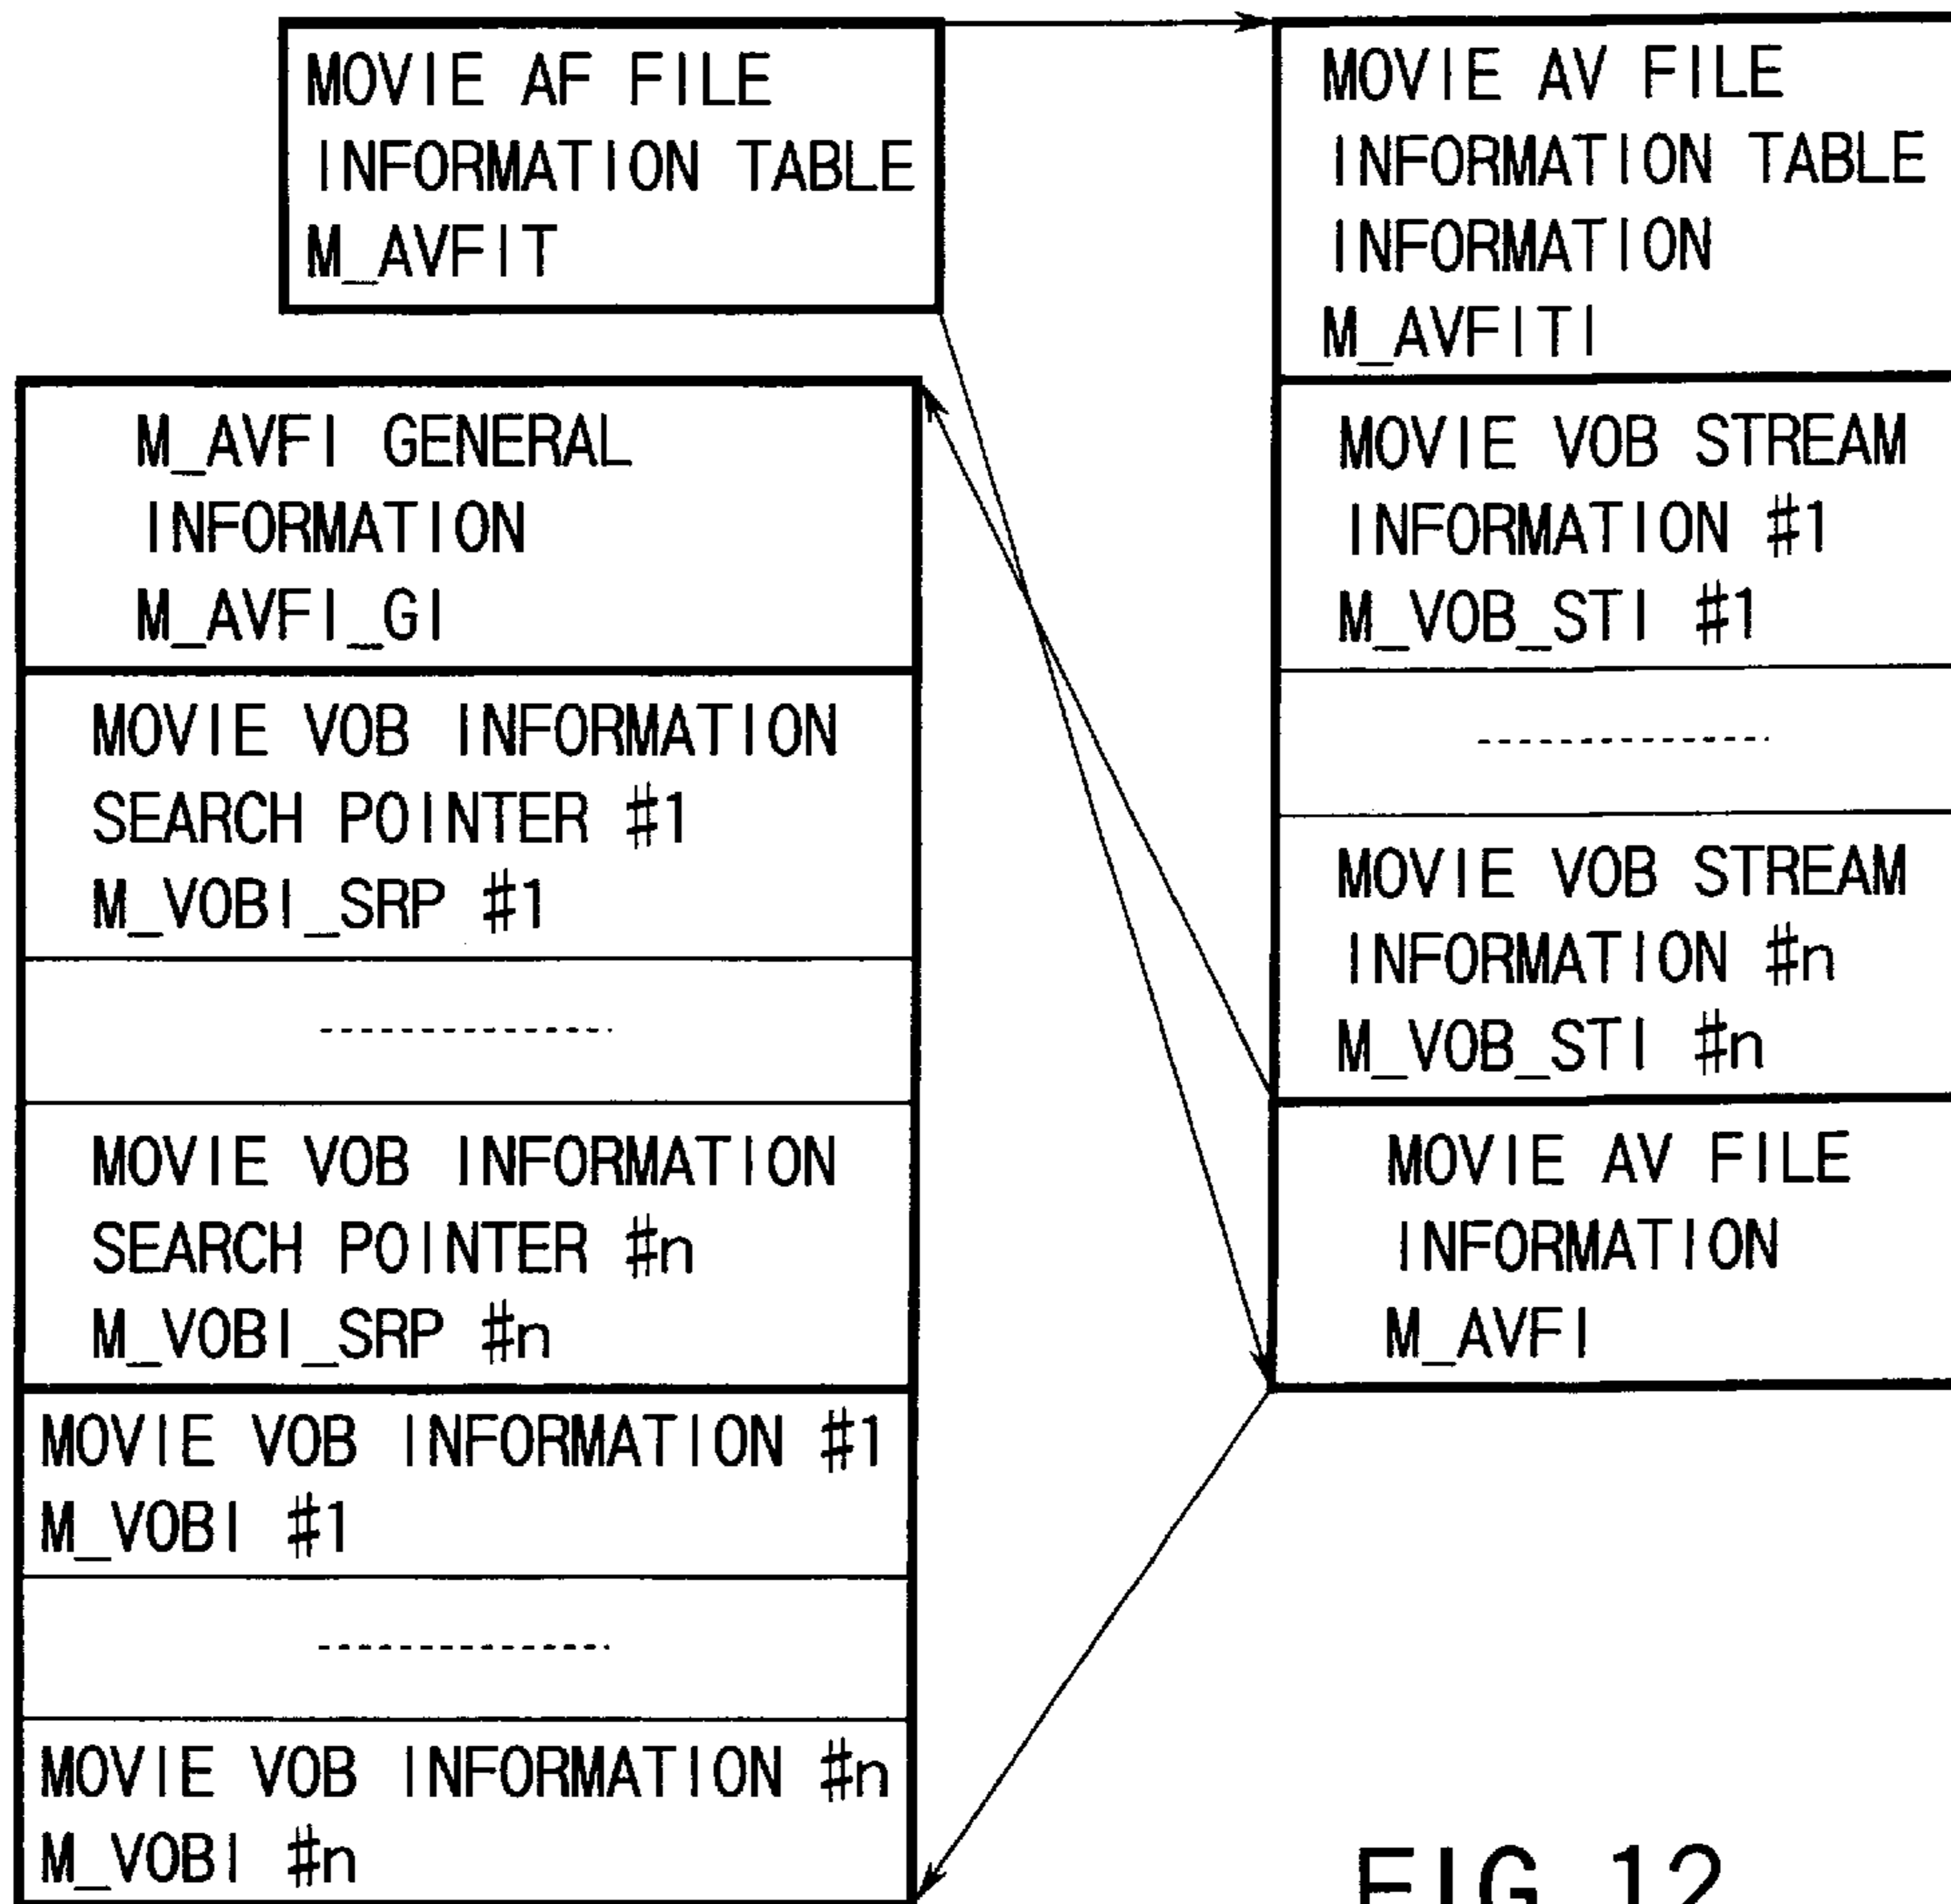 MOVIE AF FILE
INFORMATION TABLE
M_AVFIT
MOVIE AV FILE
INFORMATION TABLE
INFORMATION
M_AVFITI
MOVIE VOB STREAM
INFORMATION #1
M_VOB_STI #1
MOVIE VOB STREAM
INFORMATION #n
M_VOB_STI #n
MOVIE AV FILE
INFORMATION
M_AVFI
M_AVFI GENERAL
INFORMATION
M_AVFI_GI
MOVIE VOB INFORMATION
SEARCH POINTER #1
M_VOBI_SRP #1
MOVIE VOB INFORMATION
SEARCH POINTER #n
M_VOBI_SRP #n
MOVIE VOB INFORMATION #1
M_VOBI #1
MOVIE VOB INFORMATION #n
M_VOBI #n
FIG. 12